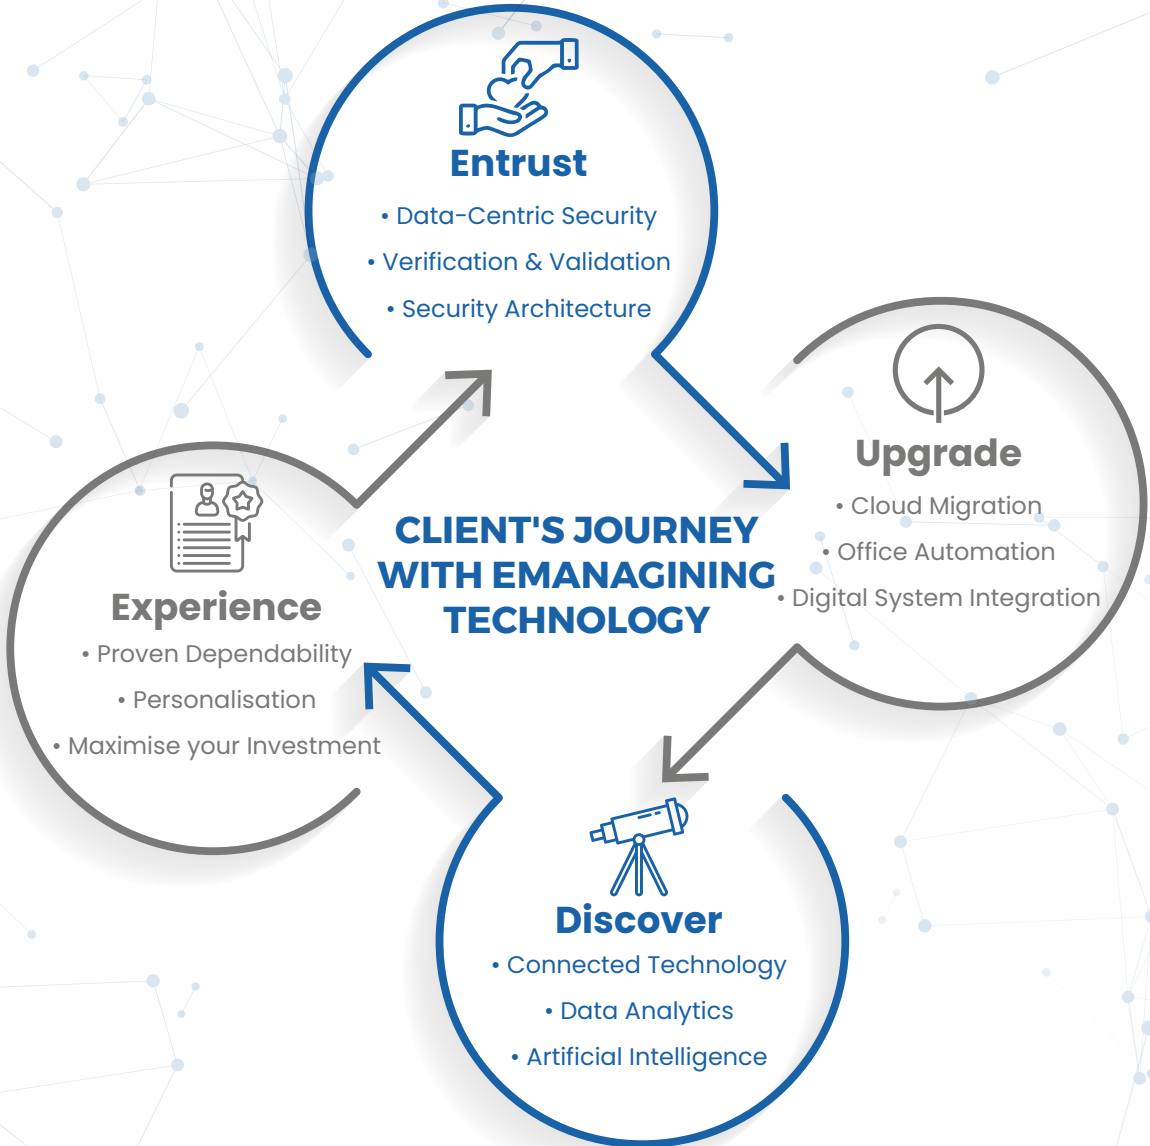 Entrust
• Data-Centric Security
• Verification & Validation
• Security Architecture
Upgrade
• Cloud Migration
• Office Automation
• Digital System Integration
CLIENT'S JOURNEY
WITH EMANAGINING
TECHNOLOGY
Experience
• Proven Dependability
• Personalisation
• Maximise your Investment
Discover
• Connected Technology
• Data Analytics
• Artificial Intelligence